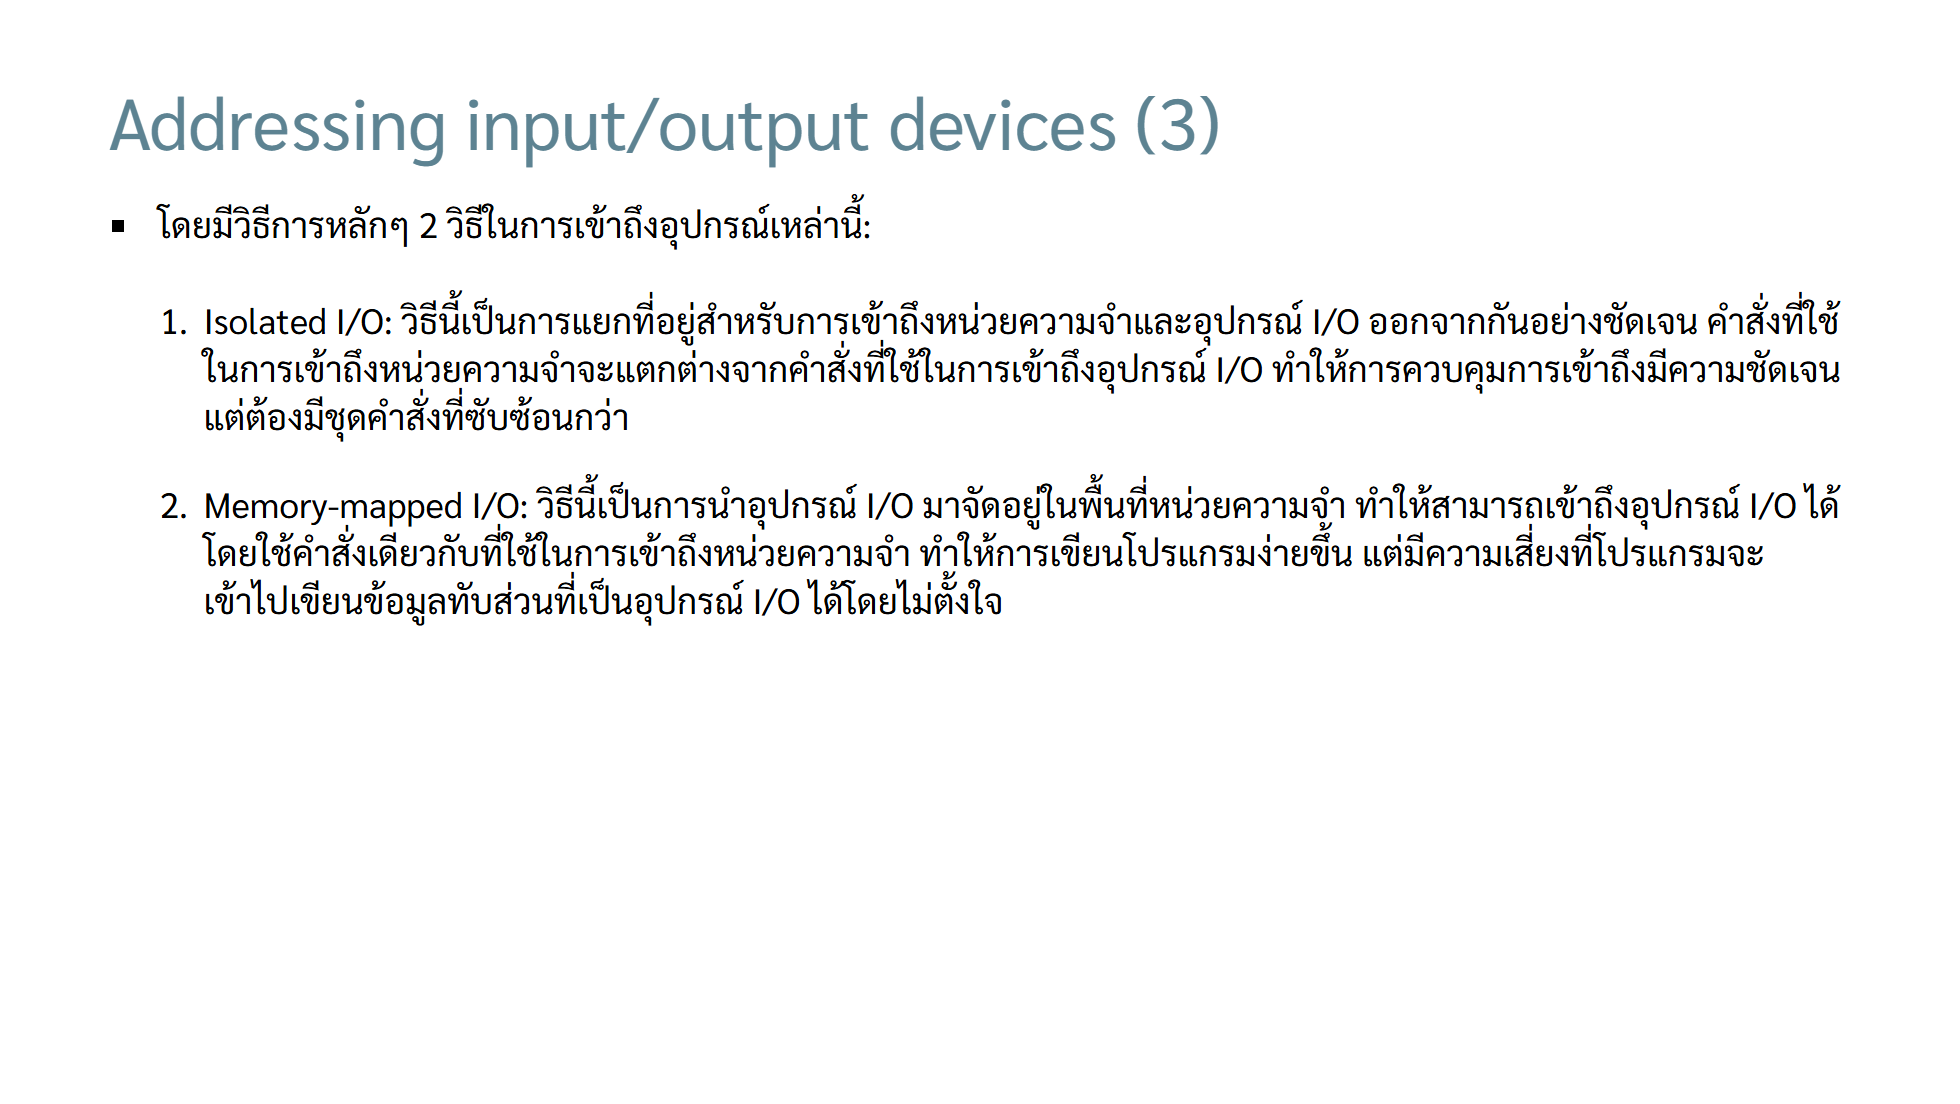 Addressing input/output devices (3)
▪ โดยมีวิธีการหลักๆ 2 วิธีในการเข้าถึงอุปกรณ์เหล่านี้:
1. Isolated I/O: วิธีนี้เป็นการแยกที่อยู่สำหรับการเข้าถึงหน่วยความจำและอุปกรณ์ I/O ออกจากกันอย่างชัดเจน คำสั่งที่ใช้
ในการเข้าถึงหน่วยความจำจะแตกต่างจากคำสั่งที่ใช้ในการเข้าถึงอุปกรณ์ I/O ทำให้การควบคุมการเข้าถึงมีความชัดเจน
แต่ต้องมีชุดคำสั่งที่ซับซ้อนกว่า
2. Memory-mapped I/O: วิธีนี้เป็นการนำอุปกรณ์ I/O มาจัดอยู่ในพื้นที่หน่วยความจำ ทำให้สามารถเข้าถึงอุปกรณ์ I/O ได้
โดยใช้คำสั่งเดียวกับที่ใช้ในการเข้าถึงหน่วยความจำ ทำให้การเขียนโปรแกรมง่ายขึ้น แต่มีความเสี่ยงที่โปรแกรมจะ
เข้าไปเขียนข้อมูลทับส่วนที่เป็นอุปกรณ์ I/O ได้โดยไม่ตั้งใจ